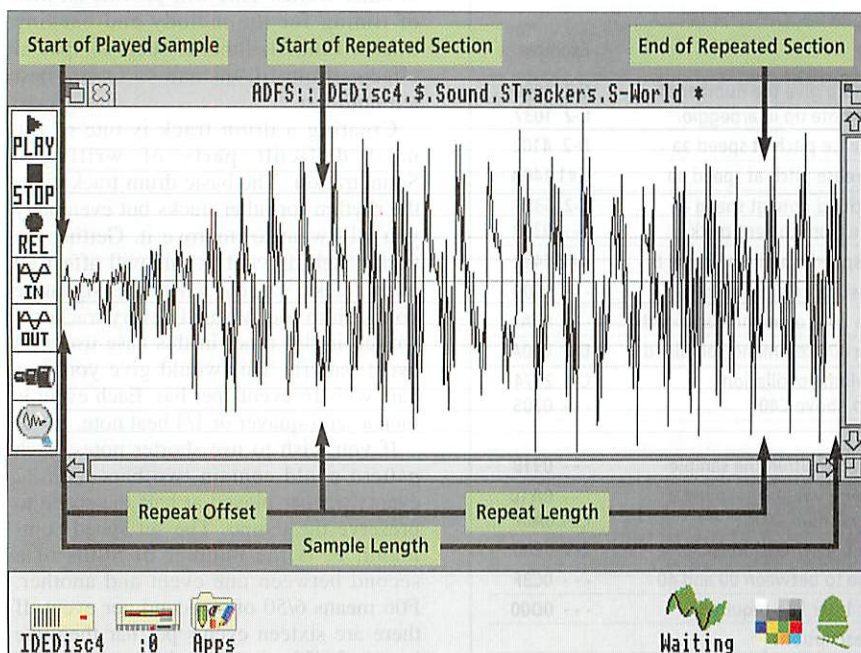 Start of Played Sample
Start of Repeated Section
End of Repeated Section
ADFS::IDEDisc4.$.Sound.STrackers.S-World *
PLAY
STOP
REC
IN
OUT
Repeat Offset
Repeat Length
Sample Length
IDEDisc4
:0
Apps
Waiting